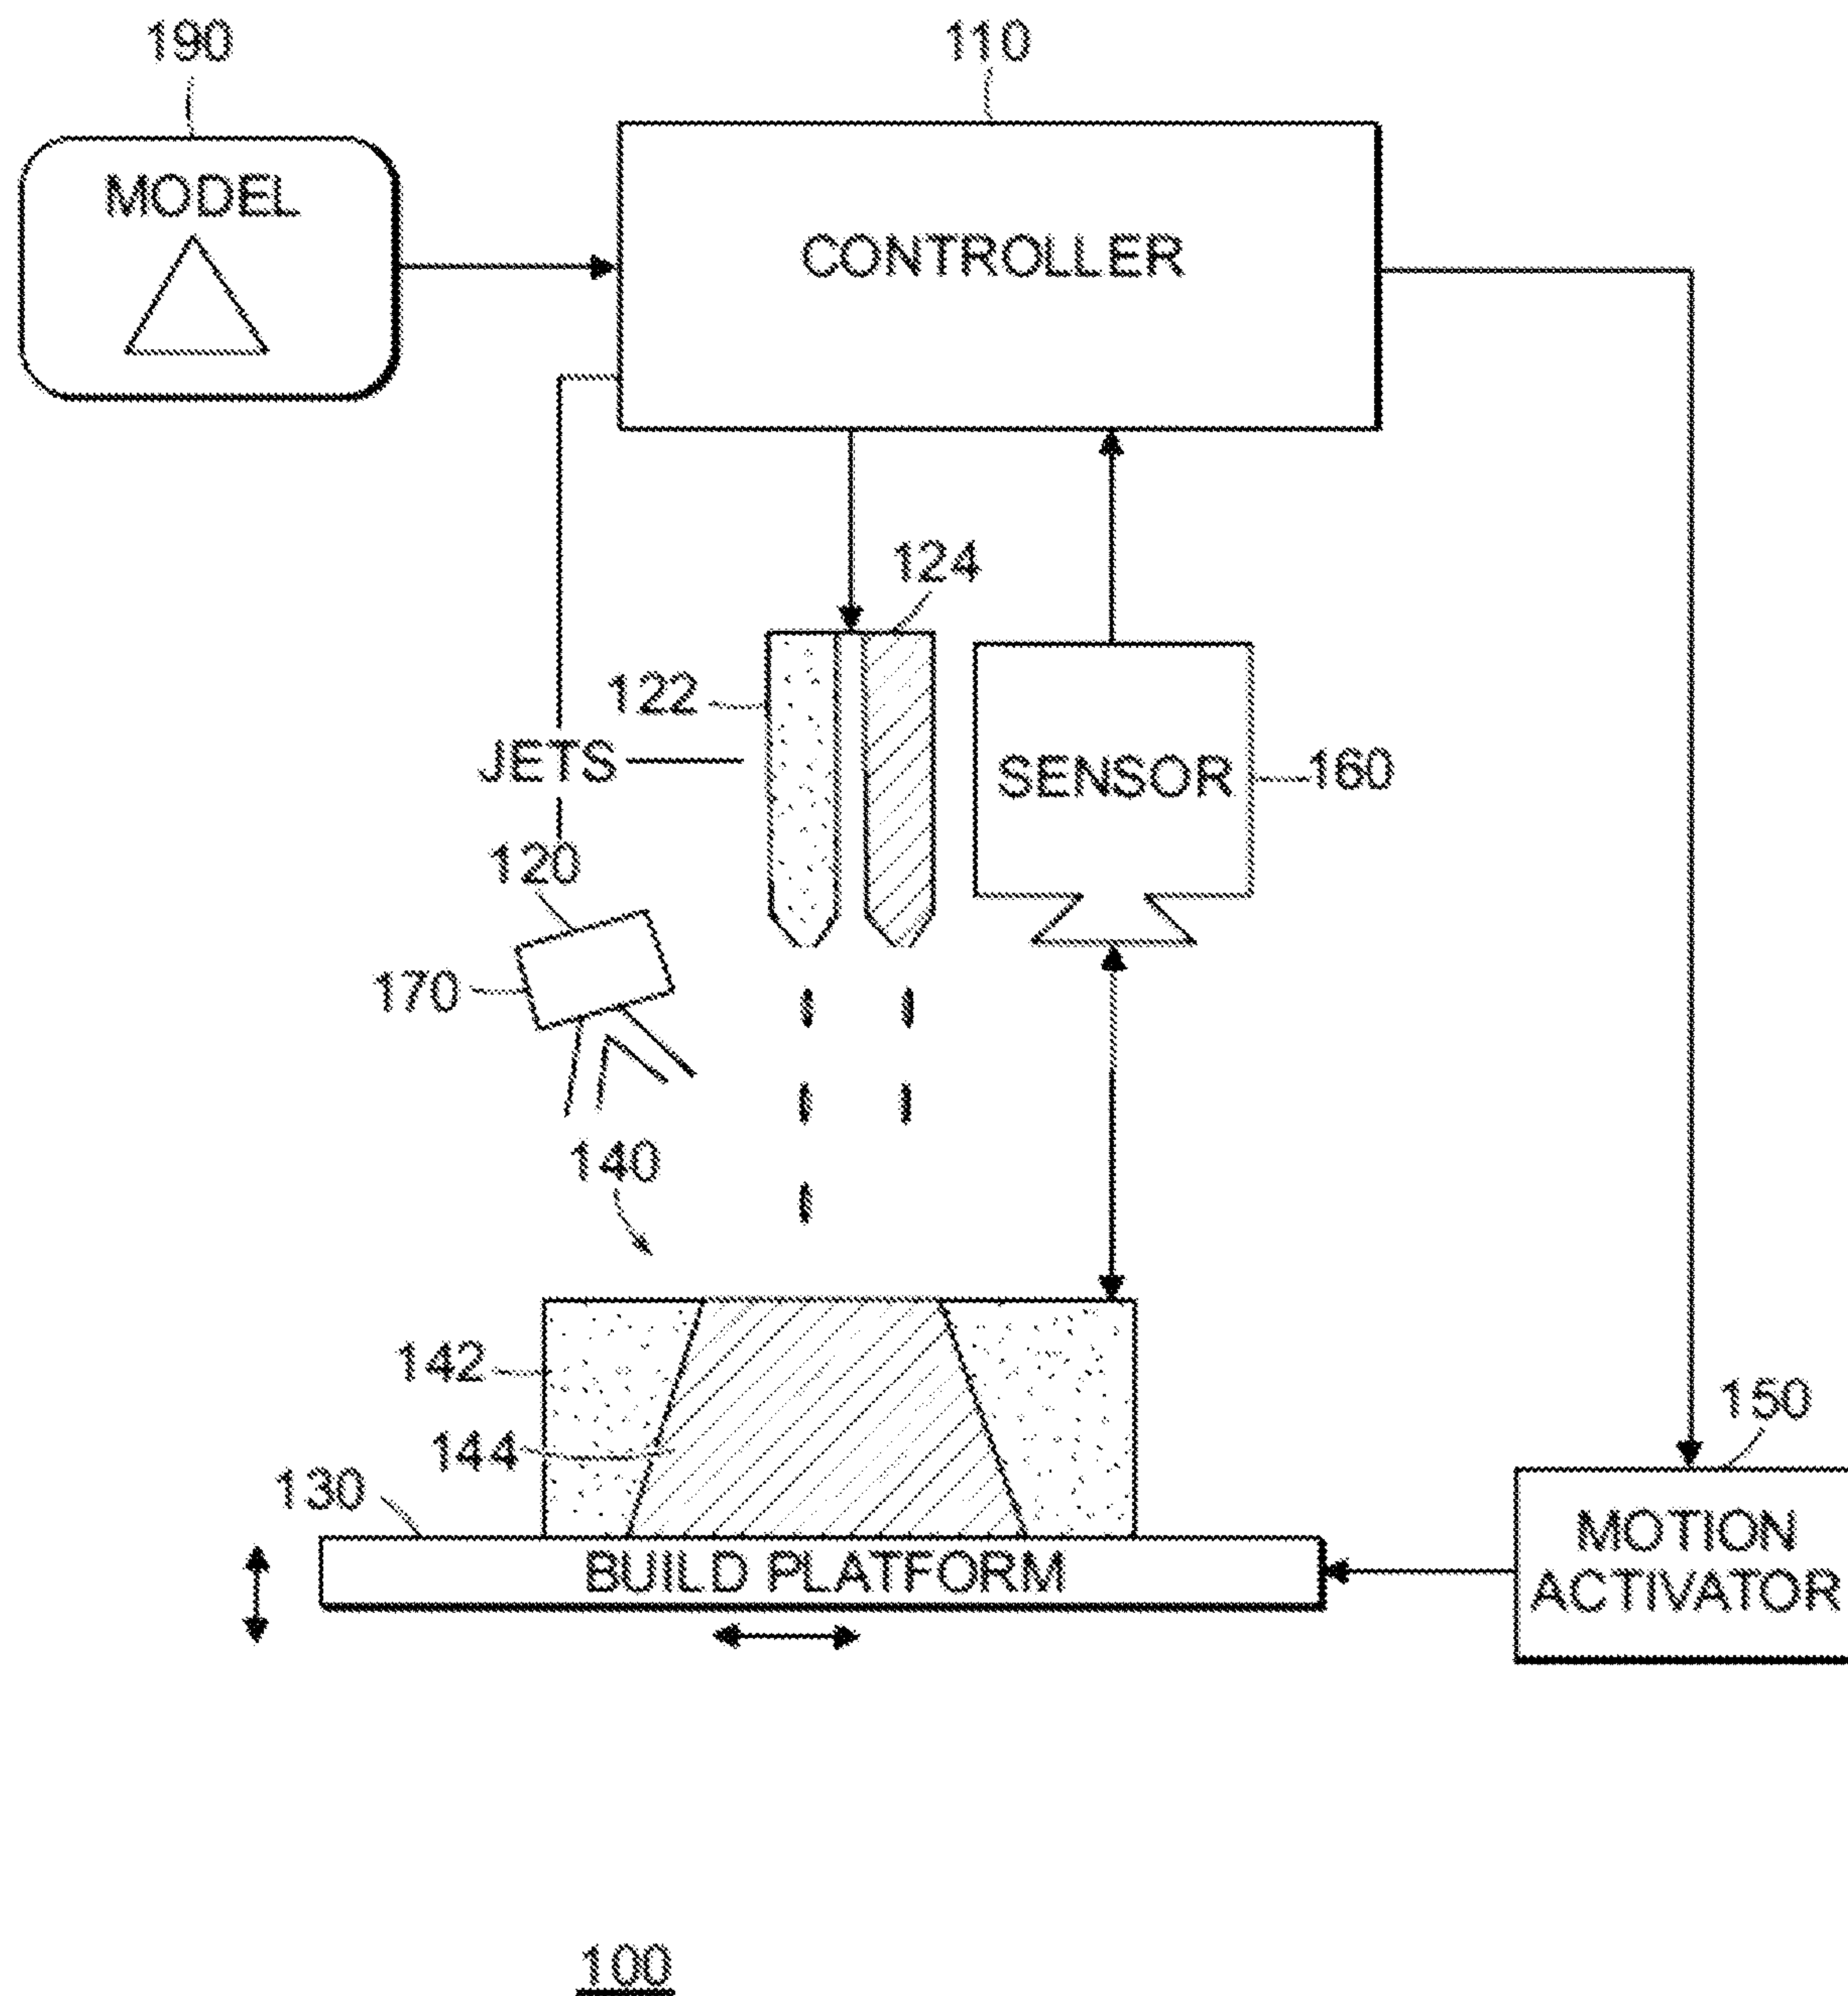 190
110
MODEL
CONTROLLER
124
122
JETS
SENSOR
160
120
170
140
142
144
130
150
MOTION
ACTIVATOR
BUILD PLATFORM
100